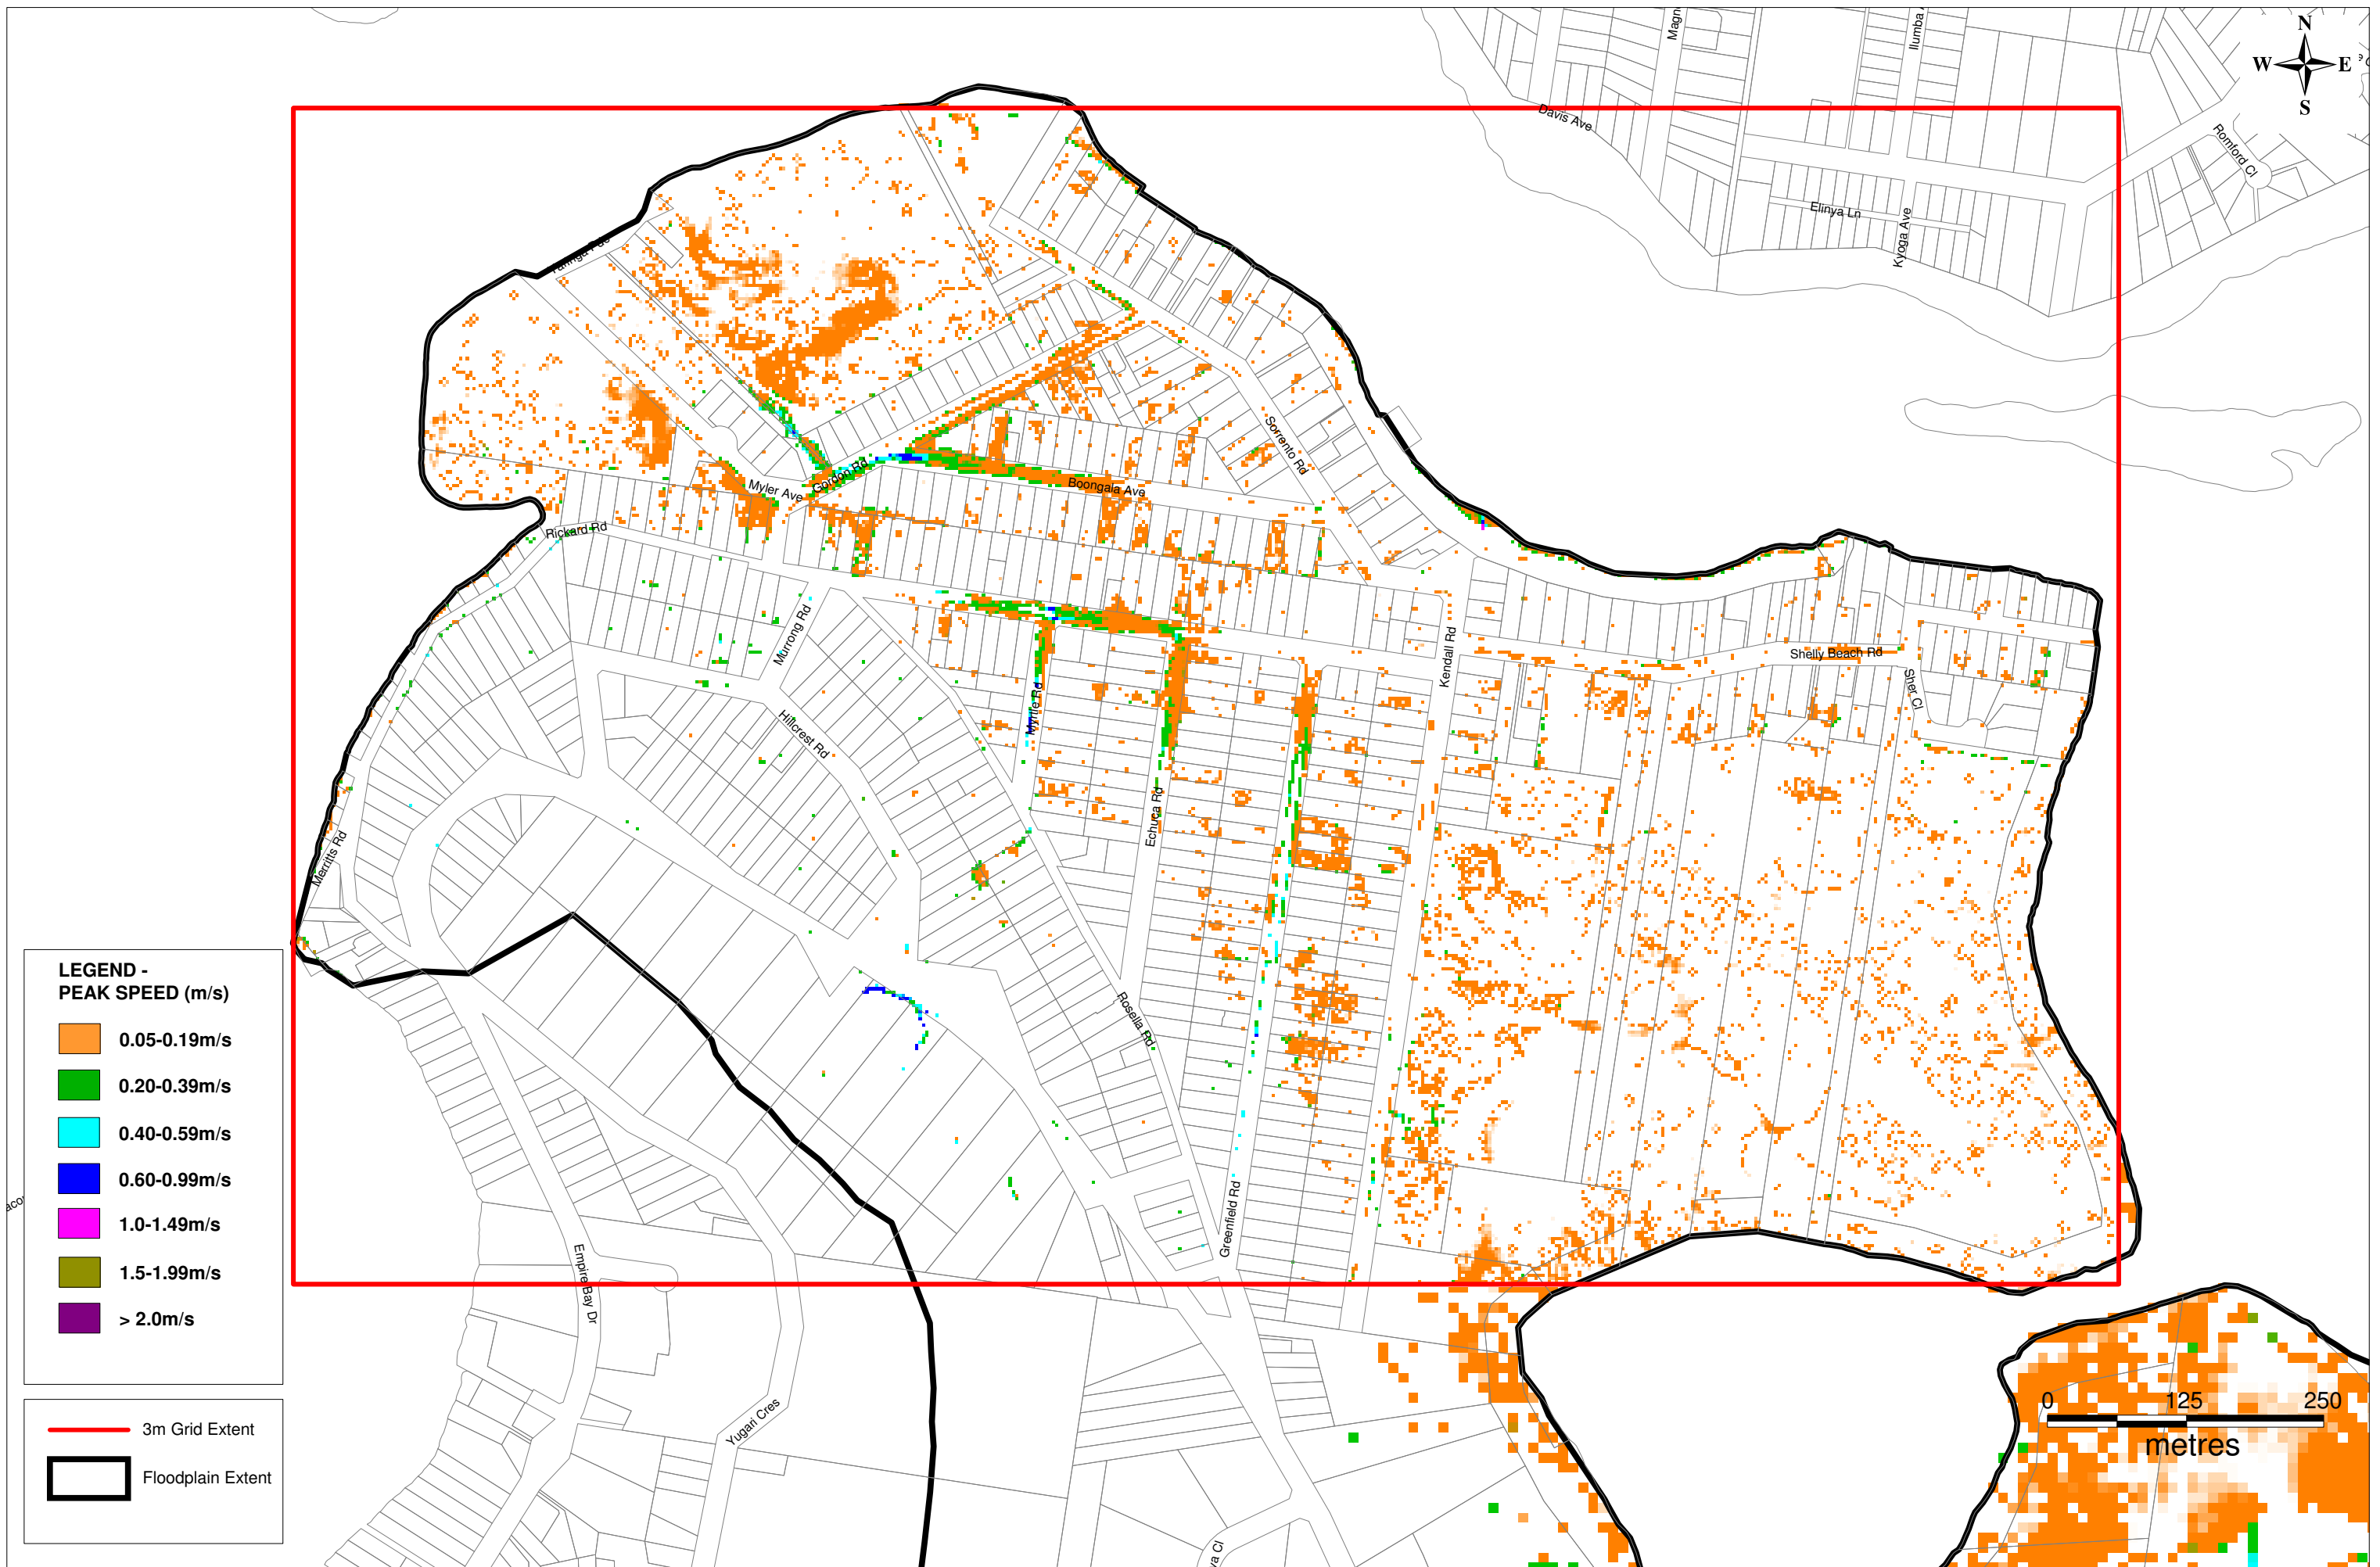 N
W E
S
Davis Ave
Romford Cl
Elinya Ln
Kyoga Ave
Sorrento Rd
Gordon Rd
Myler Ave
Boongala Ave
Rickard Rd
Murrong Rd
Kendall Rd
Shelly Beach Rd
Sher Cl
Myrtle Rd
Hillcrest Rd
Echuca Rd
Merritts Rd
Rosella Rd
Greenfield Rd
Empire Bay Dr
Yugari Cres
LEGEND -
PEAK SPEED (m/s)
0.05-0.19m/s
0.20-0.39m/s
0.40-0.59m/s
0.60-0.99m/s
1.0-1.49m/s
1.5-1.99m/s
> 2.0m/s
3m Grid Extent
Floodplain Extent
0 125 250
metres